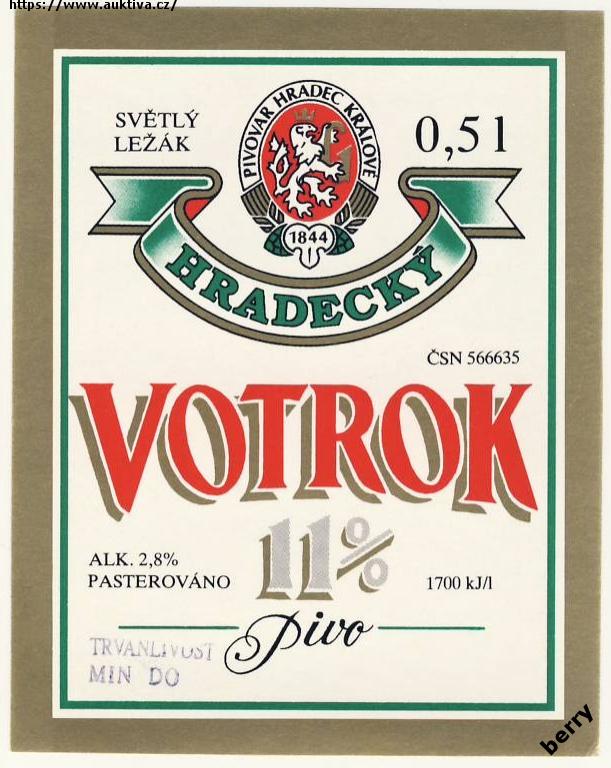 https://www.auktiva.cz/
SVĚTLÝ
LEŽÁK
PIVOVAR HRADEC KRÁLOVÉ
0,5 l
1844
HRADECKÝ
ČSN 566635
VOTROK
11%
ALK. 2,8%
PASTEROVÁNO
1700 kJ/l
pivo
TRVANLIVOST
MIN DO
berry